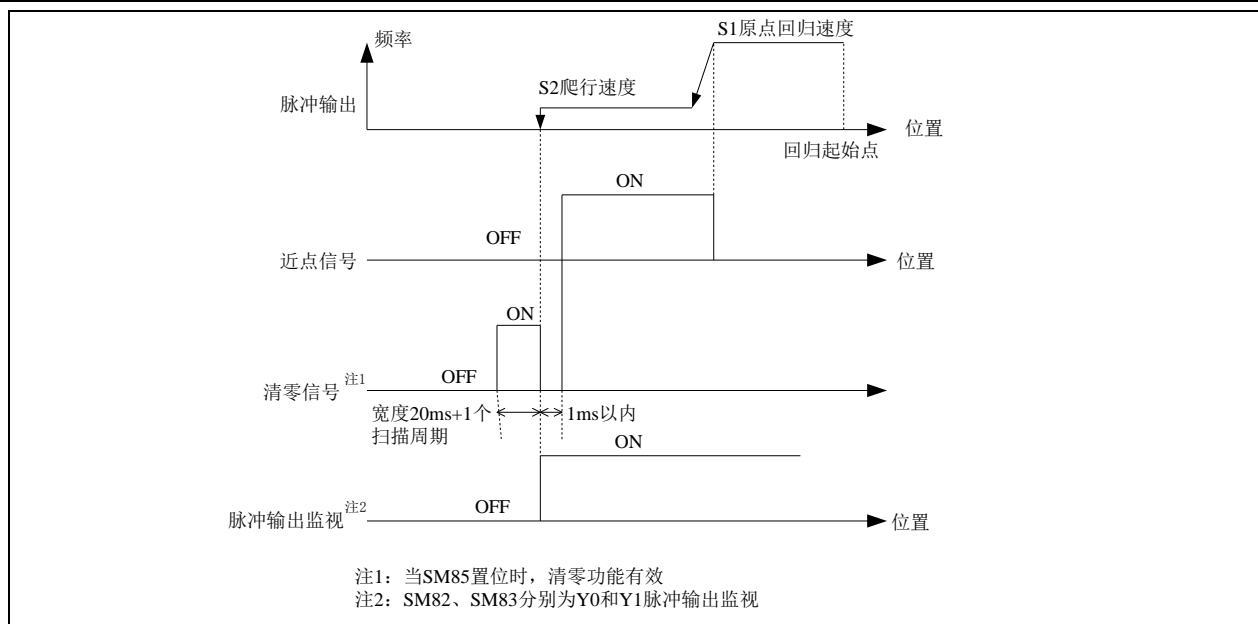 频率
S1原点回归速度
S2爬行速度
脉冲输出
位置
回归起始点
ON
OFF
近点信号
位置
ON
OFF
清零信号 注1
宽度20ms+1个
扫描周期
1ms以内
ON
OFF
脉冲输出监视 注2
位置
注1：当SM85置位时，清零功能有效
注2：SM82、SM83分别为Y0和Y1脉冲输出监视